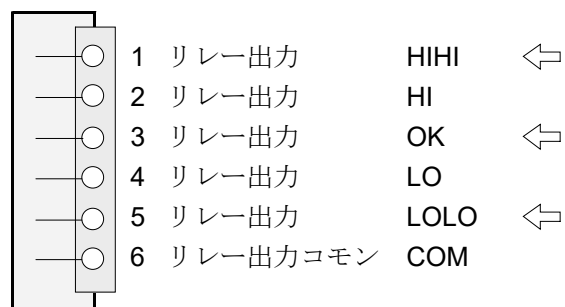 1 リレー出力 HIHI
2 リレー出力 HI
3 リレー出力 OK
4 リレー出力 LO
5 リレー出力 LOLO
6 リレー出力コモン COM